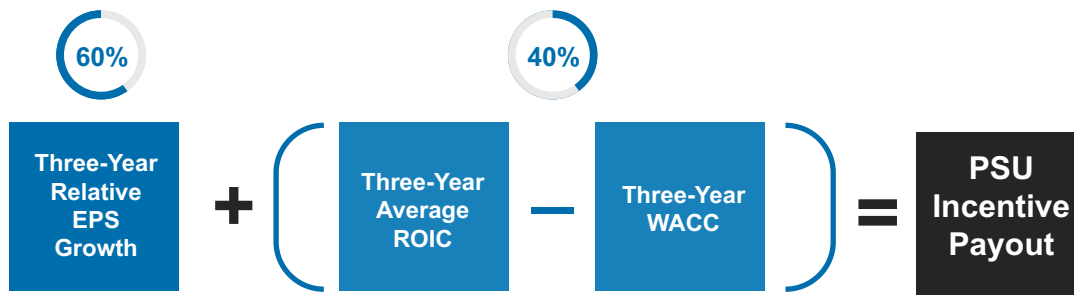 60%
40%
Three-Year
Relative
EPS
Growth
+
Three-Year
Average
ROIC
–
Three-Year
WACC
=
PSU
Incentive
Payout